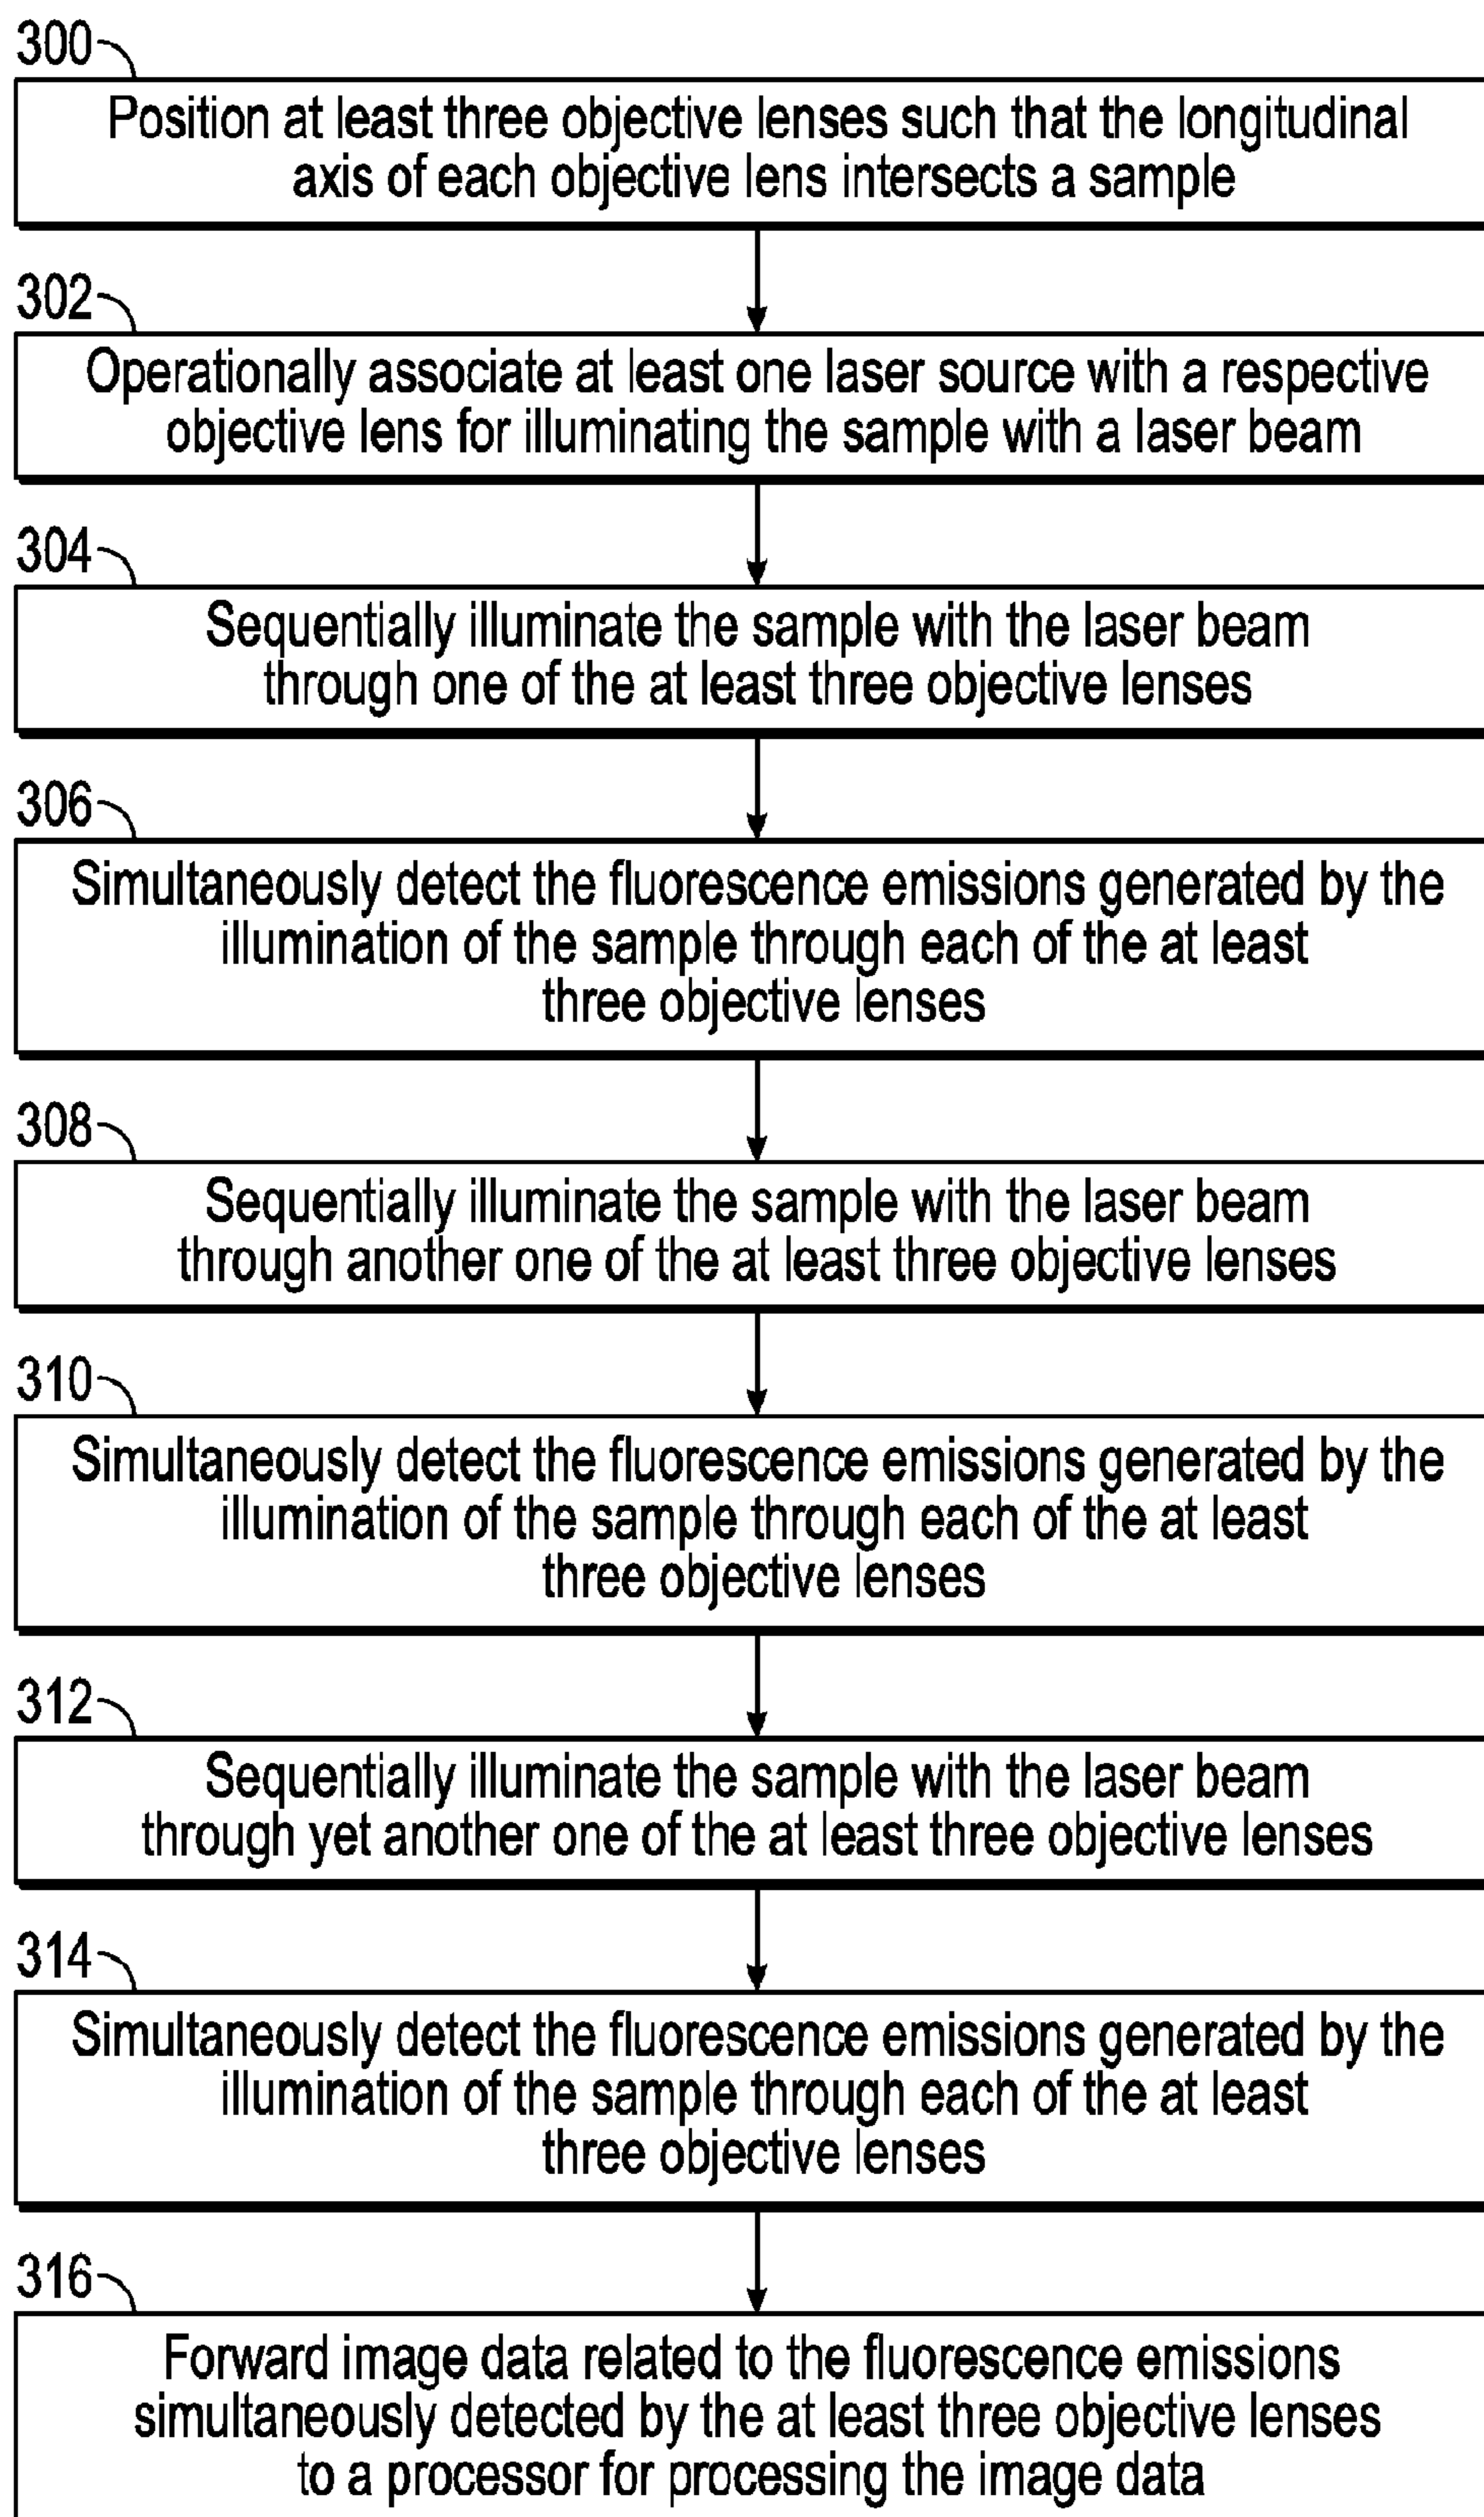 300
Position at least three objective lenses such that the longitudinal
axis of each objective lens intersects a sample
302
Operationally associate at least one laser source with a respective
objective lens for illuminating the sample with a laser beam
304
Sequentially illuminate the sample with the laser beam
through one of the at least three objective lenses
306
Simultaneously detect the fluorescence emissions generated by the
illumination of the sample through each of the at least
three objective lenses
308
Sequentially illuminate the sample with the laser beam
through another one of the at least three objective lenses
310
Simultaneously detect the fluorescence emissions generated by the
illumination of the sample through each of the at least
three objective lenses
312
Sequentially illuminate the sample with the laser beam
through yet another one of the at least three objective lenses
314
Simultaneously detect the fluorescence emissions generated by the
illumination of the sample through each of the at least
three objective lenses
316
Forward image data related to the fluorescence emissions
simultaneously detected by the at least three objective lenses
to a processor for processing the image data